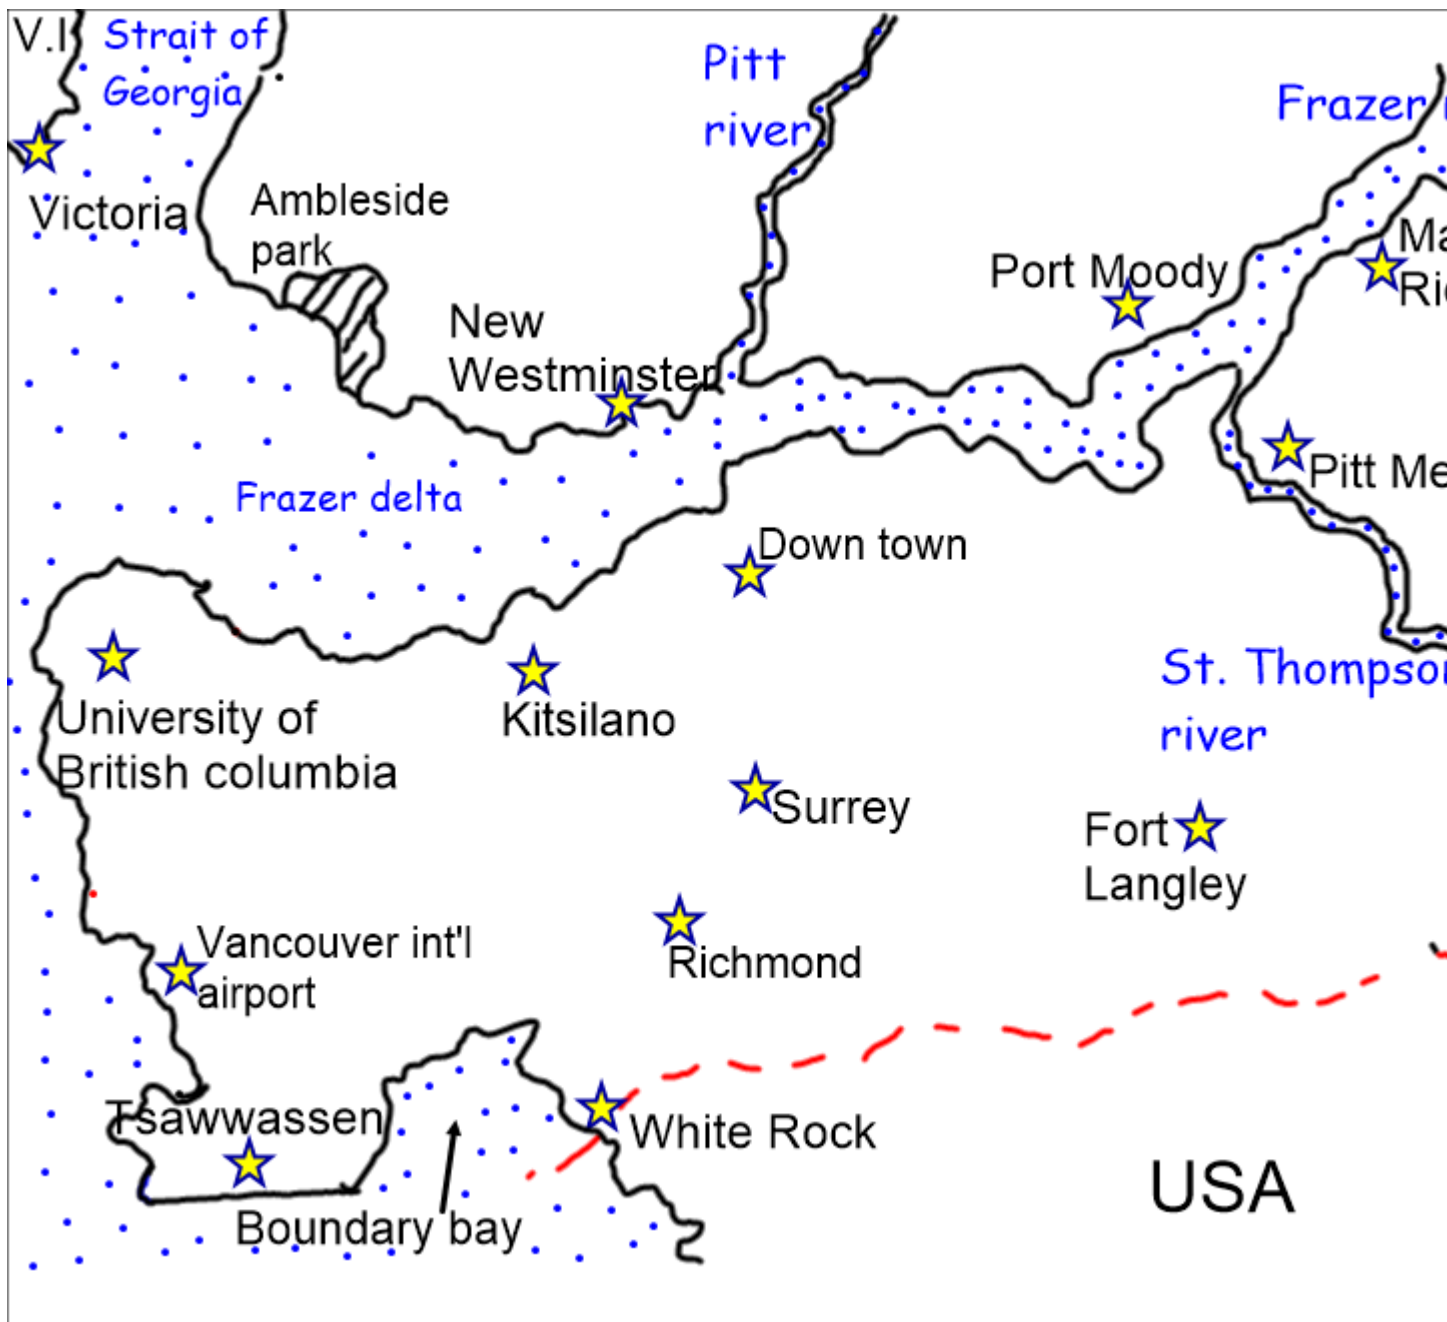 V.I
Strait of
Georgia
Pitt
river
Frazer
Victoria
Ambleside
park
Port Moody
New
Westminster
Frazer delta
Pitt
Down town
University of
British columbia
Kitsilano
St. Thompson
river
Surrey
Fort
Langley
Vancouver int'l
airport
Richmond
Tsawwassen
White Rock
Boundary bay
USA